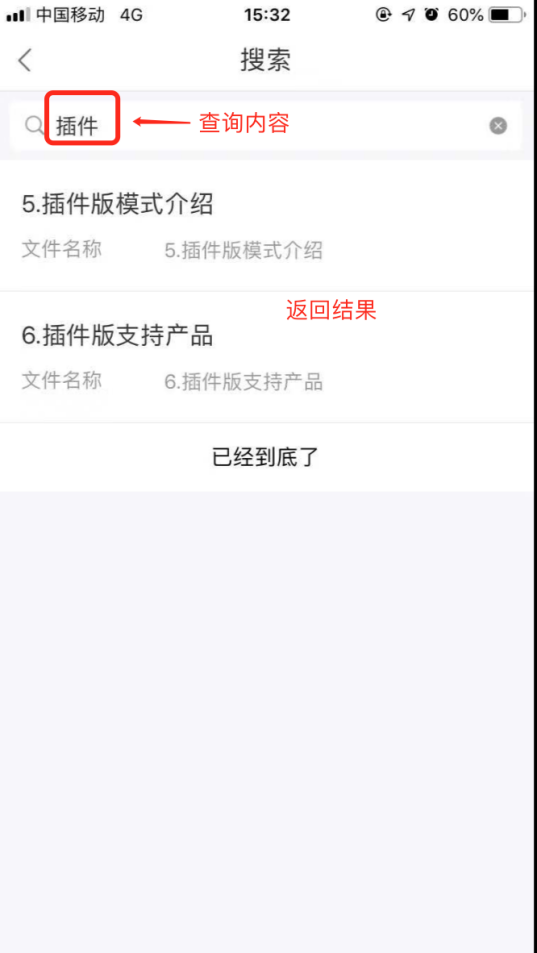 中国移动 4G 15:32 60%
搜索
插件 查询内容
5.插件版模式介绍
文件名称 5.插件版模式介绍
返回结果
6.插件版支持产品
文件名称 6.插件版支持产品
已经到底了